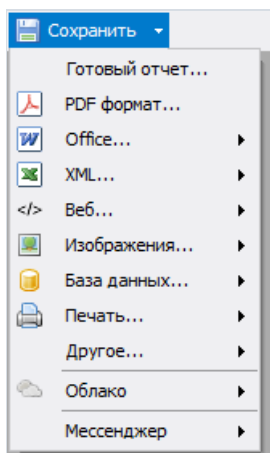 Сохранить
Готовый отчет...
PDF формат...
Office...
XML...
Веб...
Изображения...
База данных...
Печать...
Другое...
Облако
Мессенджер